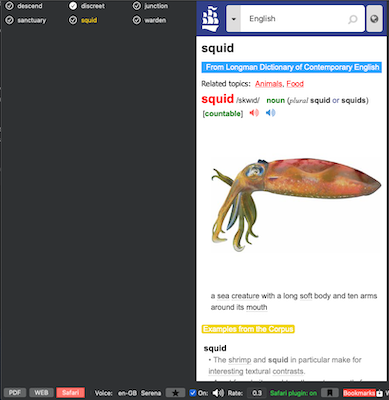 descend discreet junction
sanctuary squid warden
English
squid
From Longman Dictionary of Contemporary English
Related topics: Animals, Food
squid /skwɪd/ noun (plural squid or squids)
[countable]
a sea creature with a long soft body and ten arms
around its mouth
Examples from the Corpus
squid
• The shrimp and squid in particular make for
interesting textural contrasts.
PDF WEB Safari Voice: en-GB Serena On: Rate: 0.3 Safari plugin: on Bookmarks